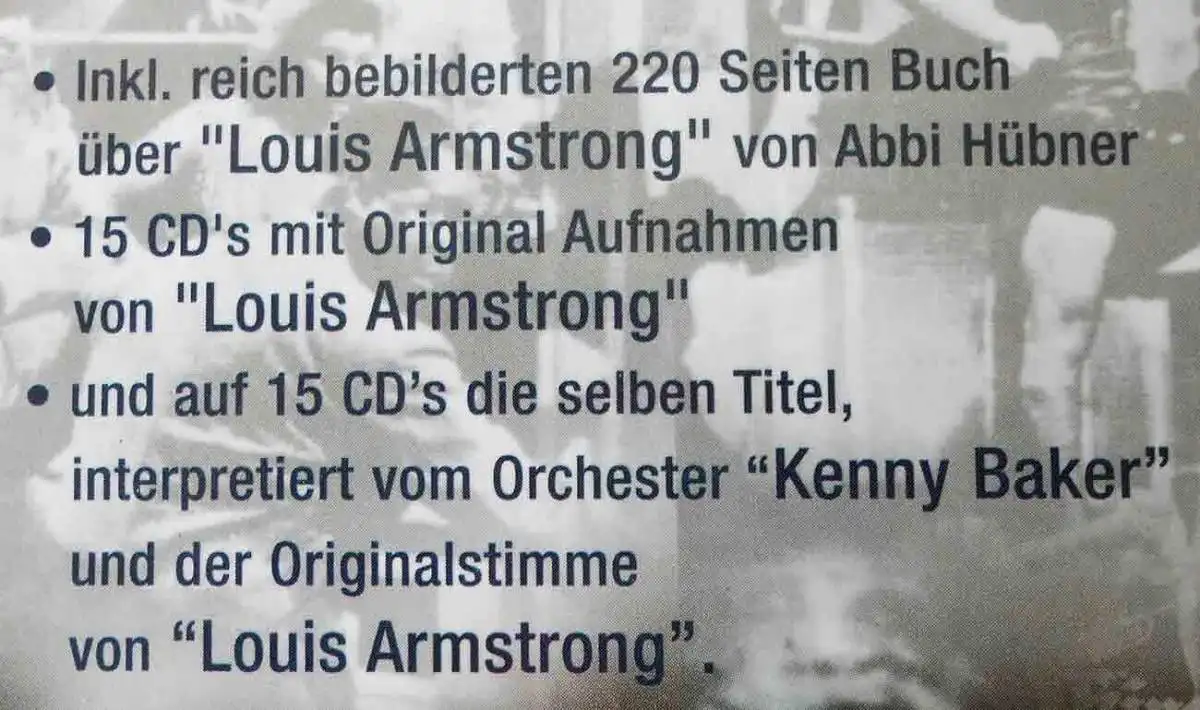 • Inkl. reich bebilderten 220 Seiten Buch
über "Louis Armstrong" von Abbi Hübner
• 15 CD's mit Original Aufnahmen
von "Louis Armstrong"
• und auf 15 CD’s die selben Titel,
interpretiert vom Orchester “Kenny Baker”
und der Originalstimme
von “Louis Armstrong”.